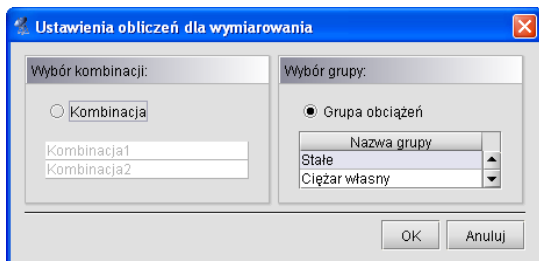 Ustawienia obliczeń dla wymiarowania
Wybór kombinacji:
Kombinacja
Kombinacja1
Kombinacja2
Wybór grupy:
Grupa obciążeń
Nazwa grupy
Stałe
Ciężar własny
OK
Anuluj